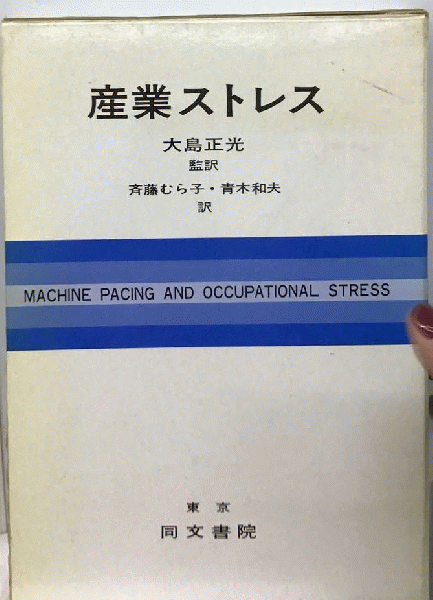 産業ストレス
大島正光
監訳
斉藤むら子・青木和夫
訳
MACHINE PACING AND OCCUPATIONAL STRESS
東京
同文書院